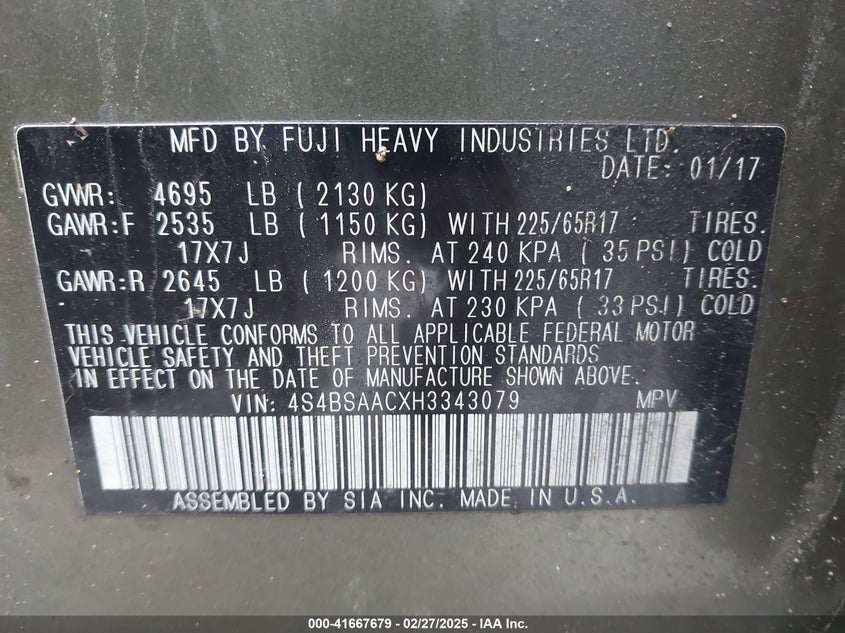 MFD BY FUJI HEAVY INDUSTRIES LTD.
DATE: 01/17
GVWR: 4695 LB ( 2130 KG)
GAWR:F 2535 LB ( 1150 KG) WITH 225/65R17 TIRES.
17X7J RIMS. AT 240 KPA ( 35 PSI) COLD
GAWR:R 2645 LB ( 1200 KG) WITH 225/65R17 TIRES.
17X7J RIMS. AT 230 KPA ( 33 PSI) COLD
THIS VEHICLE CONFORMS TO ALL APPLICABLE FEDERAL MOTOR
VEHICLE SAFETY AND THEFT PREVENTION STANDARDS
IN EFFECT ON THE DATE OF MANUFACTURE SHOWN ABOVE.
VIN: 4S4BSAACXH3343079 MPV
ASSEMBLED BY SIA INC. MADE IN U.S.A.
000-41667679 - 02/27/2025 - IAA Inc.